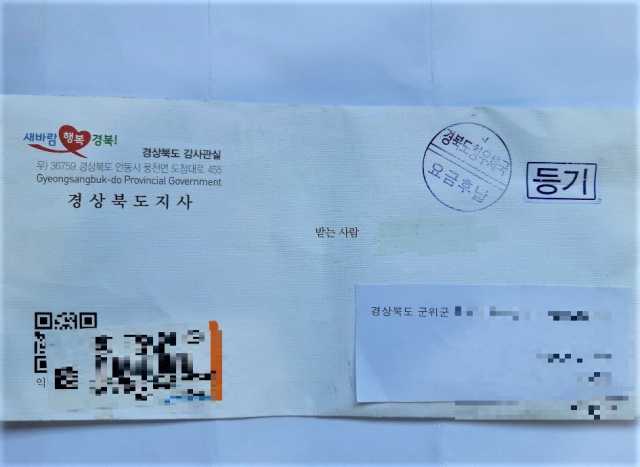 새바람 행복 경북!
경상북도 감사관실
우) 36759 경상북도 안동시 풍천면 도청대로 455
Gyeongsangbuk-do Provincial Government
경상북도지사
경북도청우체국
요금후납
등기
받는 사람
경상북도 군위군
익